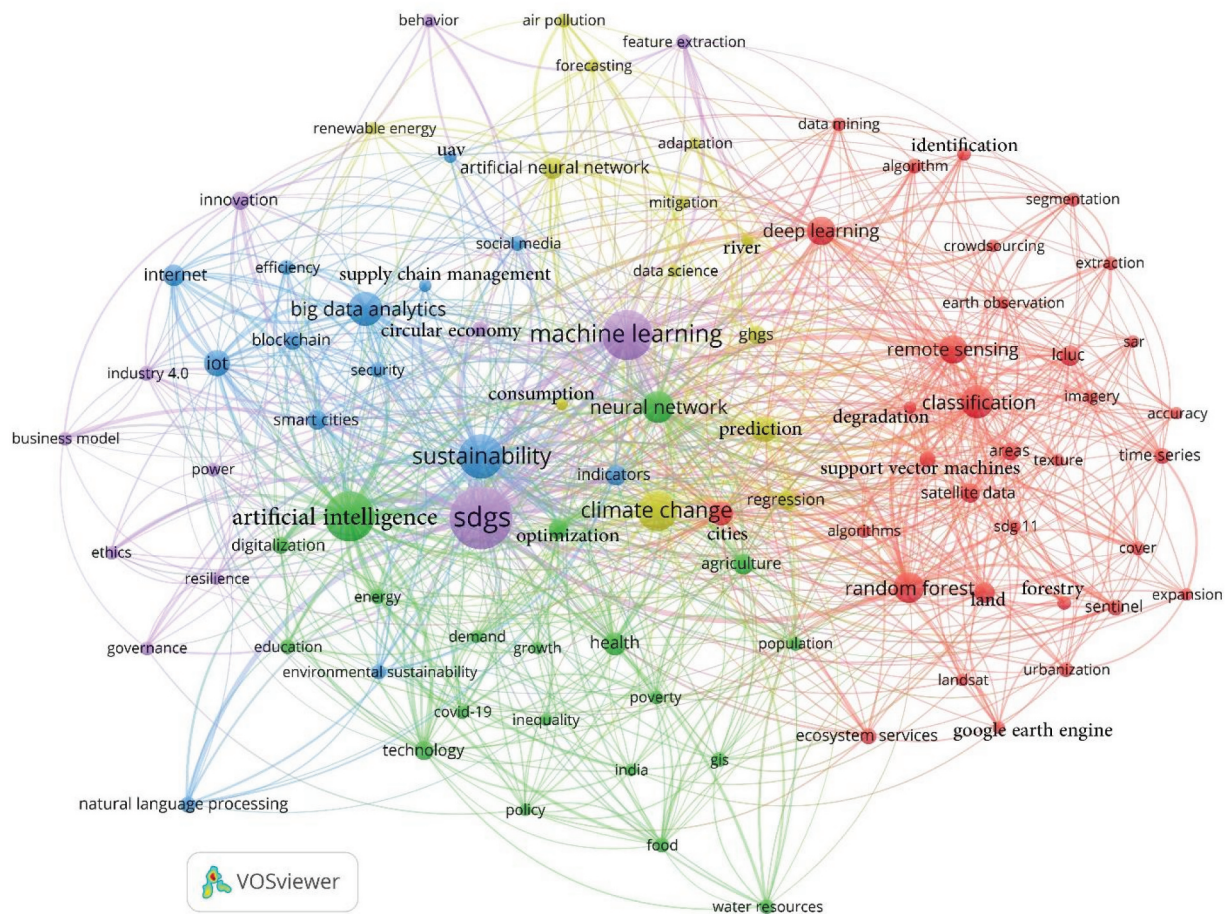 behavior
air pollution
feature extraction
forecasting
renewable energy
data mining
adaptation
identification
uav
algorithm
artificial neural network
innovation
mitigation
segmentation
deep learning
social media
river
crowdsourcing
internet
efficiency
supply chain management
data science
extraction
big data analytics
earth observation
circular economy
machine learning
ghgs
blockchain
remote sensing
lcluc
sar
iot
industry 4.0
security
consumption
imagery
neural network
degradation
classification
accuracy
smart cities
prediction
business model
areas
sustainability
power
indicators
support vector machines
texture
time series
satellite data
regression
artificial intelligence
sdgs
climate change
optimization
cities
algorithms
sdg 11
digitalization
ethics
cover
agriculture
resilience
energy
random forest
land
forestry
sentinel
expansion
governance
education
demand
growth
health
population
environmental sustainability
landsat
urbanization
covid-19
inequality
poverty
ecosystem services
google earth engine
technology
india
gis
natural language processing
policy
food
VOSviewer
water resources